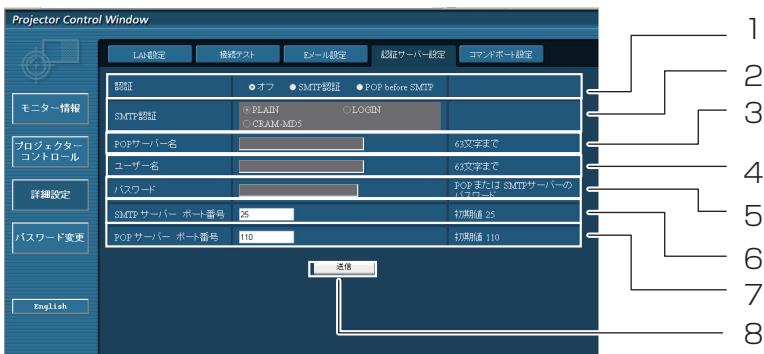 Projector Control Window
LAN設定 接続テスト Eメール設定 認証サーバー設定 コマンドポート設定
認証 オフ SMTP認証 POP before SMTP
SMTP認証 PLAIN LOGIN
CRAM-MD5
POPサーバー名 63文字まで
ユーザー名 63文字まで
パスワード POP または SMTPサーバーの
パスワード
SMTP サーバー ポート番号 25 初期値 25
POP サーバー ポート番号 110 初期値 110
送信
モニター情報
プロジェクター
コントロール
詳細設定
パスワード変更
English
1
2
3
4
5
6
7
8